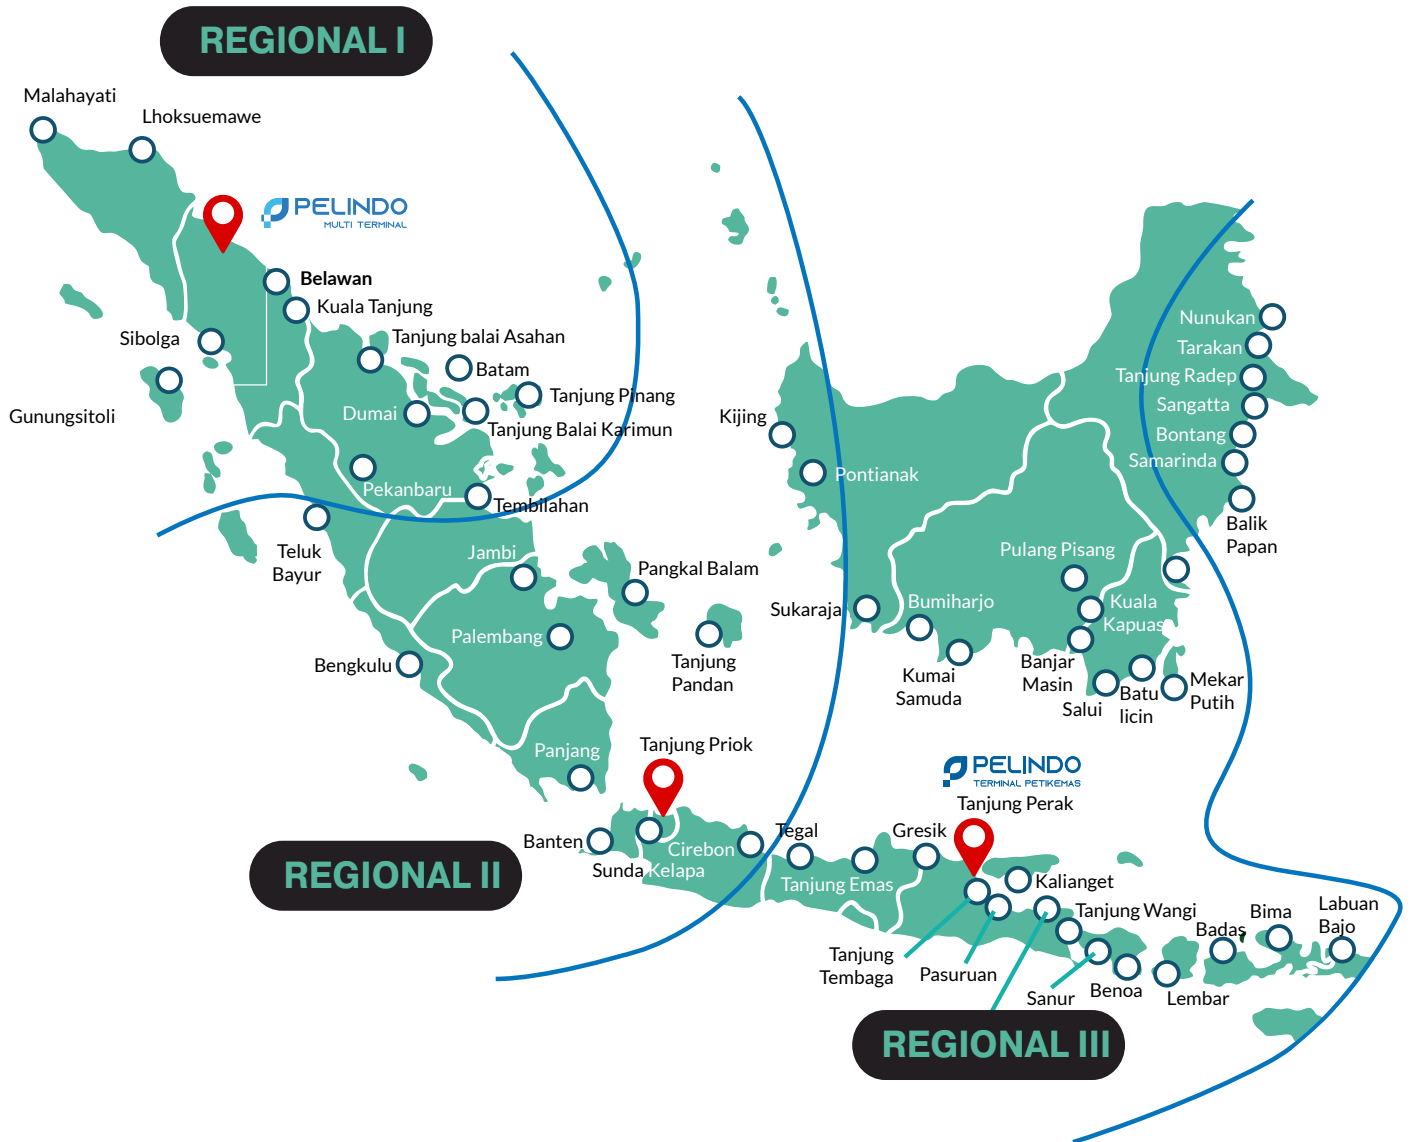 REGIONAL I
Malahayati
Lhoksuemawe
PELINDO
MULTI TERMINAL
Belawan
Kuala Tanjung
Sibolga
Tanjung balai Asahan
Batam
Tanjung Pinang
Gunungsitoli
Dumai
Tanjung Balai Karimun
Pekanbaru
Tembilahan
Teluk
Bayur
Jambi
Pangkal Balam
Palembang
Bengkulu
Tanjung
Pandan
Panjang
Tanjung Priok
Banten
Sunda Kelapa
Cirebon
REGIONAL II
Kijing
Pontianak
Sukaraja
Bumiharjo
Kumai
Samuda
Pulang Pisang
Kuala
Kapuas
Banjar
Masin
Salui
Batu
licin
Mekar
Putih
Nunukan
Tarakan
Tanjung Radep
Sangatta
Bontang
Samarinda
Balik
Papan
PELINDO
TERMINAL PETIKEMAS
Tanjung Perak
Tegal
Tanjung Emas
Gresik
Kalianget
Tanjung Wangi
Tanjung
Tembaga
Pasuruan
Sanur
Benoa
Lembar
Badas
Bima
Labuan
Bajo
REGIONAL III